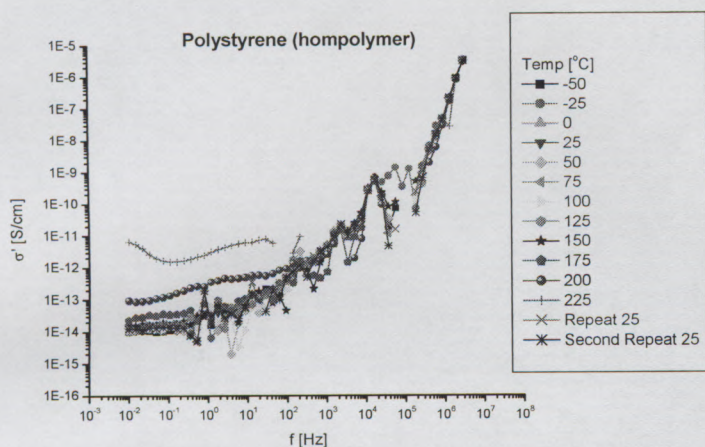 Polystyrene (hompolymer)
1E-5
1E-6
1E-7
1E-8
1E-9
1E-10
1E-11
1E-12
1E-13
1E-14
1E-15
1E-16
σ' [S/cm]
10⁻³ 10⁻² 10⁻¹ 10⁰ 10¹ 10² 10³ 10⁴ 10⁵ 10⁶ 10⁷ 10⁸
f [Hz]
Temp [°C]
-50
-25
0
25
50
75
100
125
150
175
200
225
Repeat 25
Second Repeat 25